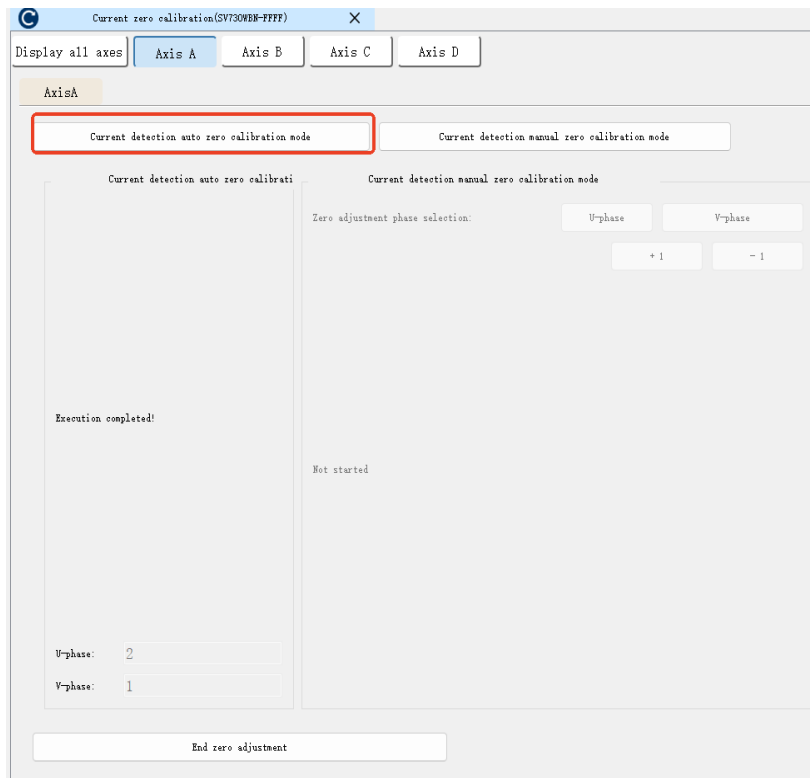 Current zero calibration(SV730WBN-FFFF)
Display all axes Axis A Axis B Axis C Axis D
AxisA
Current detection auto zero calibration mode Current detection manual zero calibration mode
Current detection auto zero calibrati Current detection manual zero calibration mode
Zero adjustment phase selection: U-phase V-phase
+ 1 - 1
Execution completed!
Not started
U-phase: 2
V-phase: 1
End zero adjustment